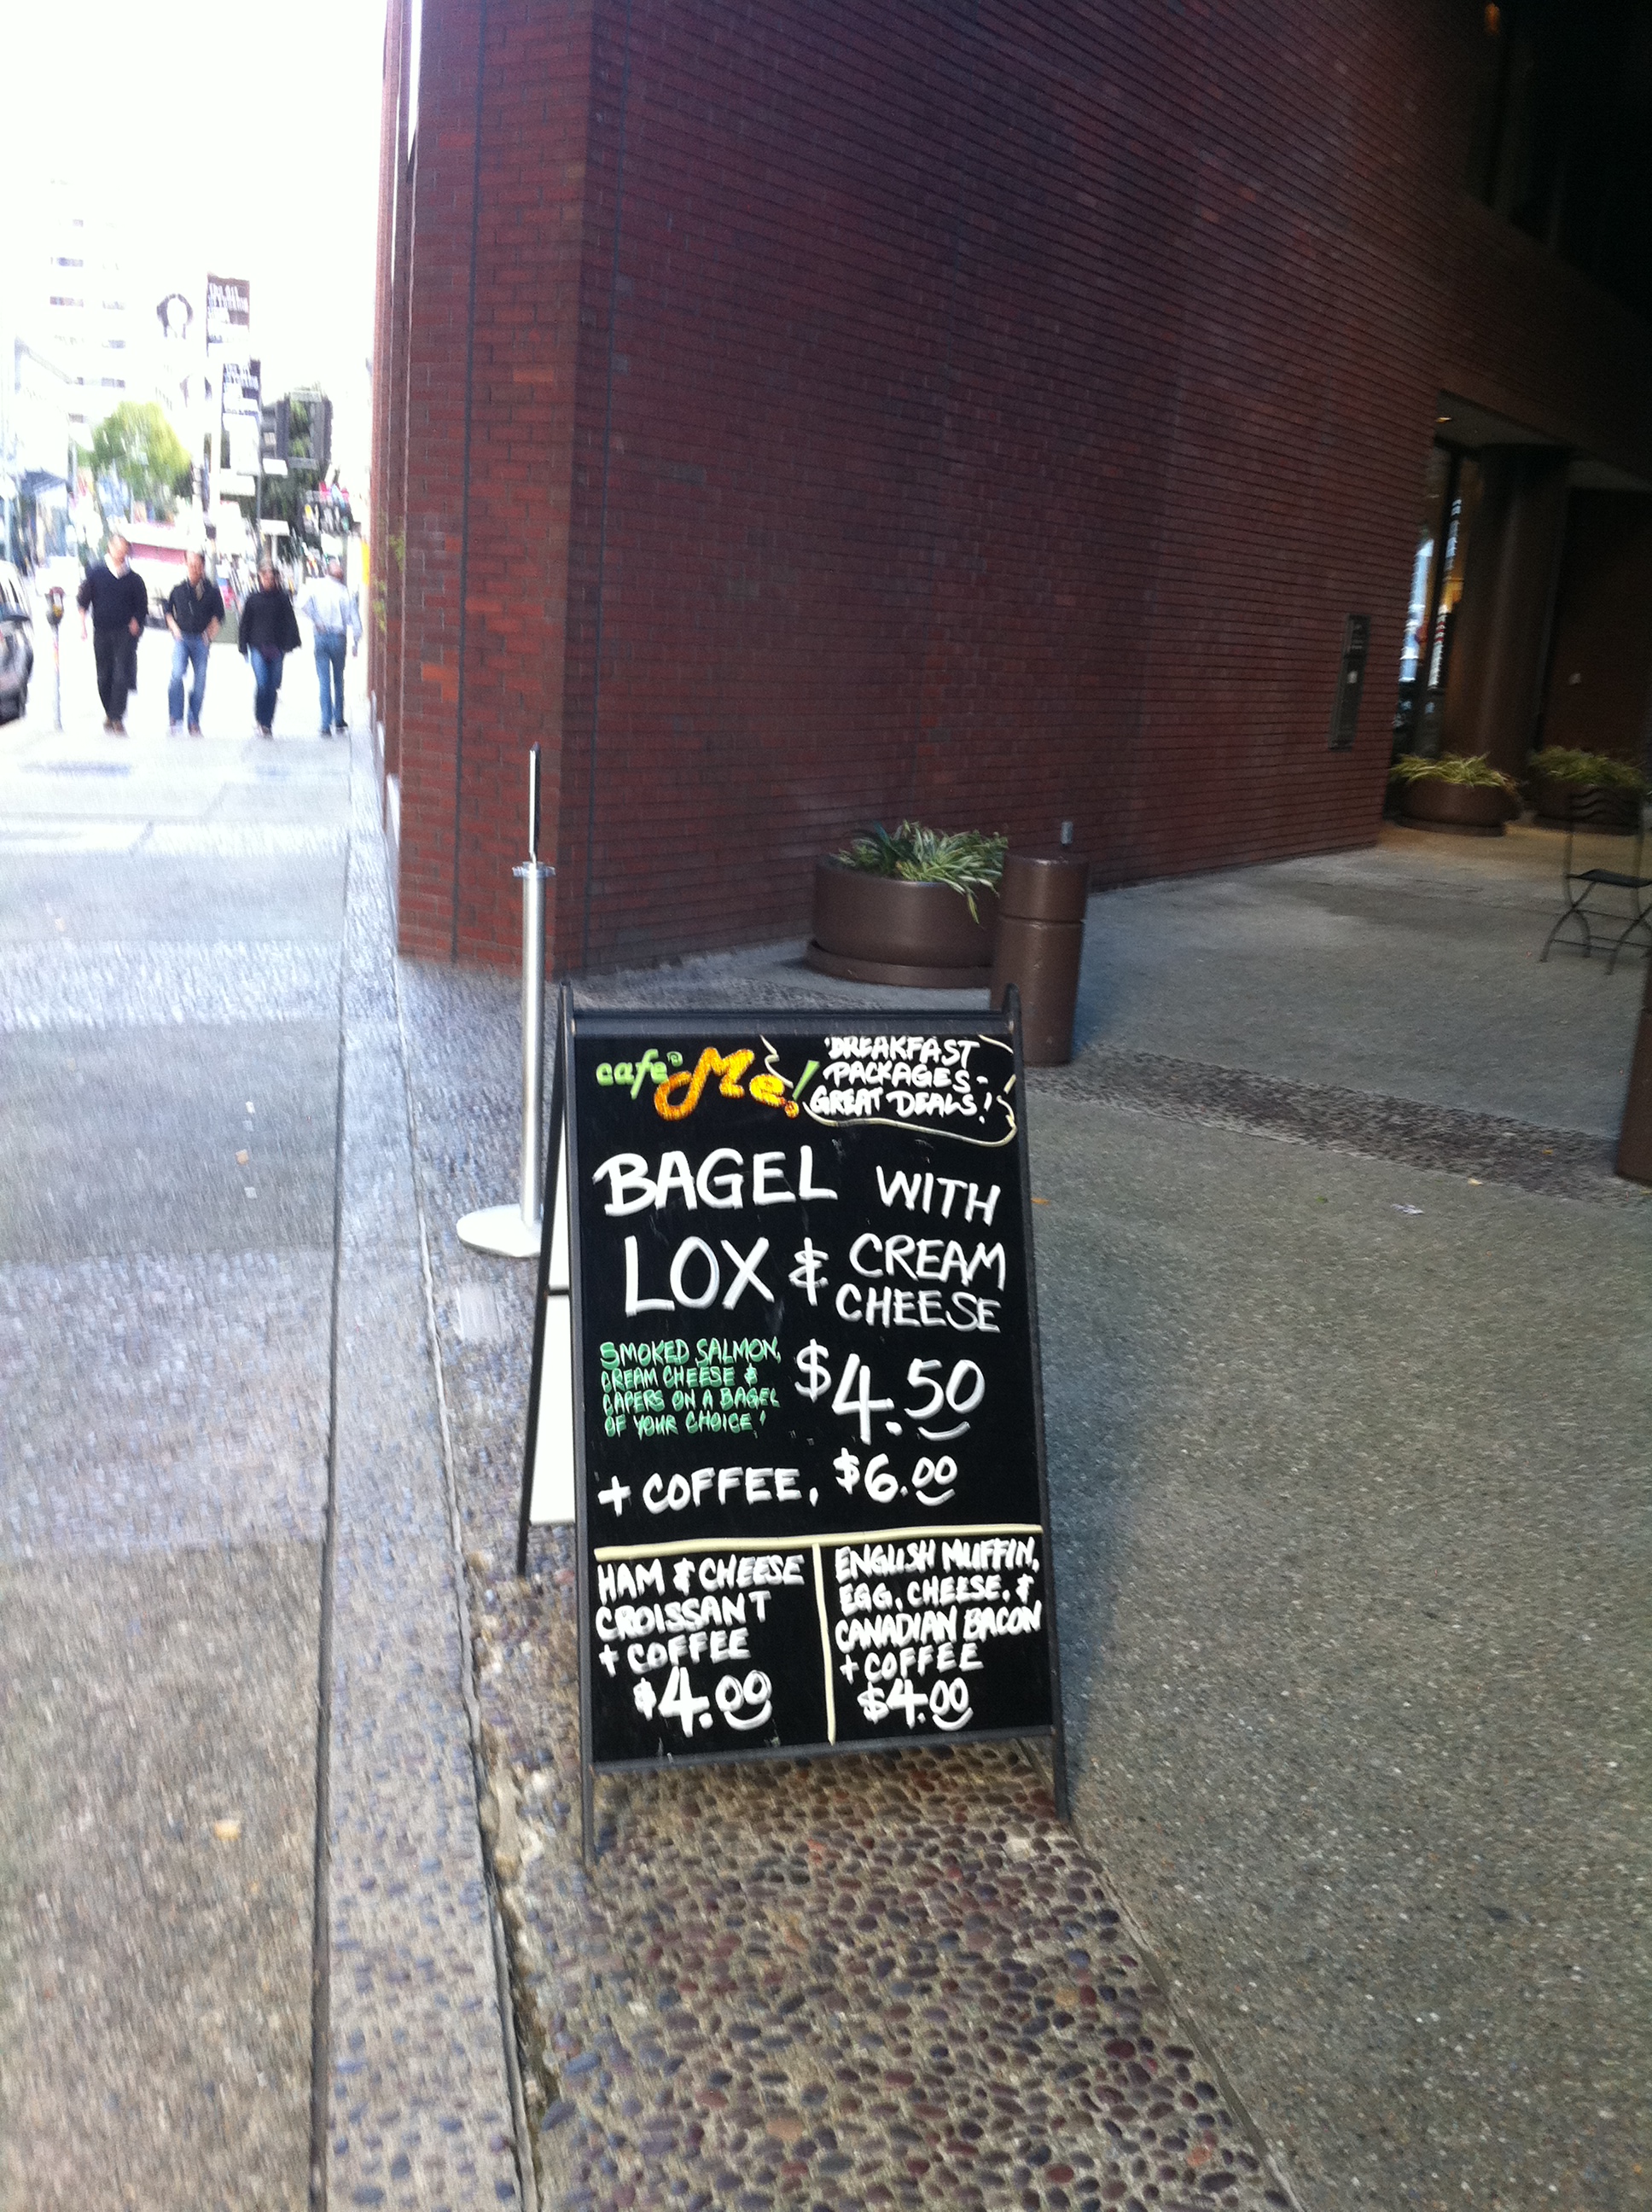 cafe Me!
BREAKFAST
PACKAGES-
GREAT DEALS!
BAGEL WITH
LOX & CREAM
CHEESE
SMOKED SALMON,
CREAM CHEESE &
CAPERS ON A BAGEL
OF YOUR CHOICE!
$4.50
+ COFFEE, $6.00
HAM & CHEESE
CROISSANT
+ COFFEE
$4.00
ENGLISH MUFFIN,
EGG, CHEESE, &
CANADIAN BACON
+ COFFEE
$4.00